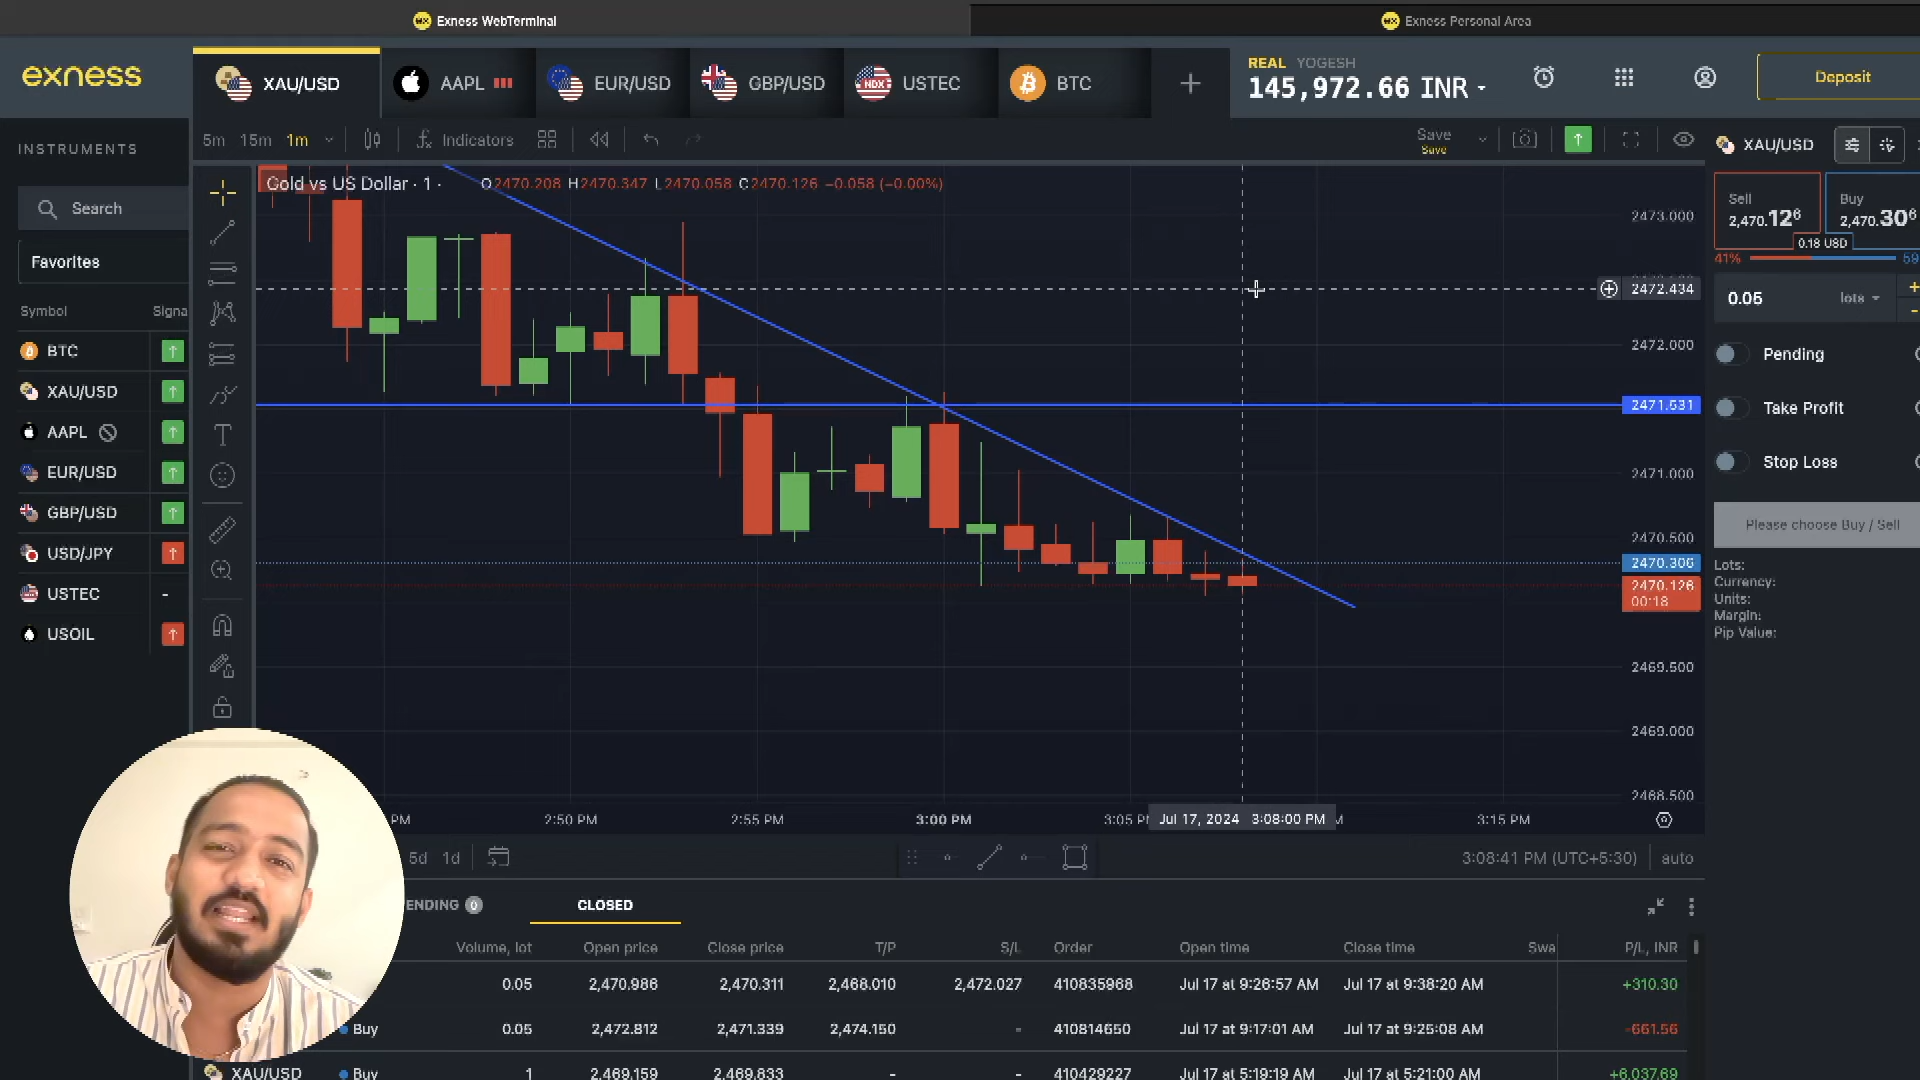 Exness WebTerminal
Exness Personal Area
exness
XAU/USD
AAPL
EUR/USD
GBP/USD
USTEC
BTC
REAL YOGESH
145,972.66 INR
Deposit
INSTRUMENTS
5m 15m 1m
Indicators
Save
Save
XAU/USD
Search
Favorites
Symbol
Signa
BTC
XAU/USD
AAPL
EUR/USD
GBP/USD
USD/JPY
USTEC -
USOIL
Gold vs US Dollar · 1 ·
O2470.208 H2470.347 L2470.058 C2470.126 −0.058 (−0.00%)
2473.000
2472.434
2472.000
2471.531
2471.000
2470.500
2470.306
2470.126
00:18
2469.500
2469.000
2468.500
Sell
2,470.12⁶
Buy
2,470.30⁶
0.18 USD
41%
59
0.05 lots
Pending
Take Profit
Stop Loss
Please choose Buy / Sell
Lots:
Currency:
Units:
Margin:
Pip Value:
PM 2:50 PM 2:55 PM 3:00 PM 3:05 P Jul 17, 2024 3:08:00 PM M 3:15 PM
5d 1d
3:08:41 PM (UTC+5:30) auto
ENDING 0
CLOSED
Volume, lot Open price Close price T/P S/L Order Open time Close time Swa P/L, INR
0.05 2,470.986 2,470.311 2,468.010 2,472.027 410835968 Jul 17 at 9:26:57 AM Jul 17 at 9:38:20 AM +310.30
Buy 0.05 2,472.812 2,471.339 2,474.150 - 410814650 Jul 17 at 9:17:01 AM Jul 17 at 9:25:08 AM -661.56
XAU/USD Buy 1 2,469.159 2,469.833 - - 410429227 Jul 17 at 5:19:19 AM Jul 17 at 5:21:00 AM +6,037.69